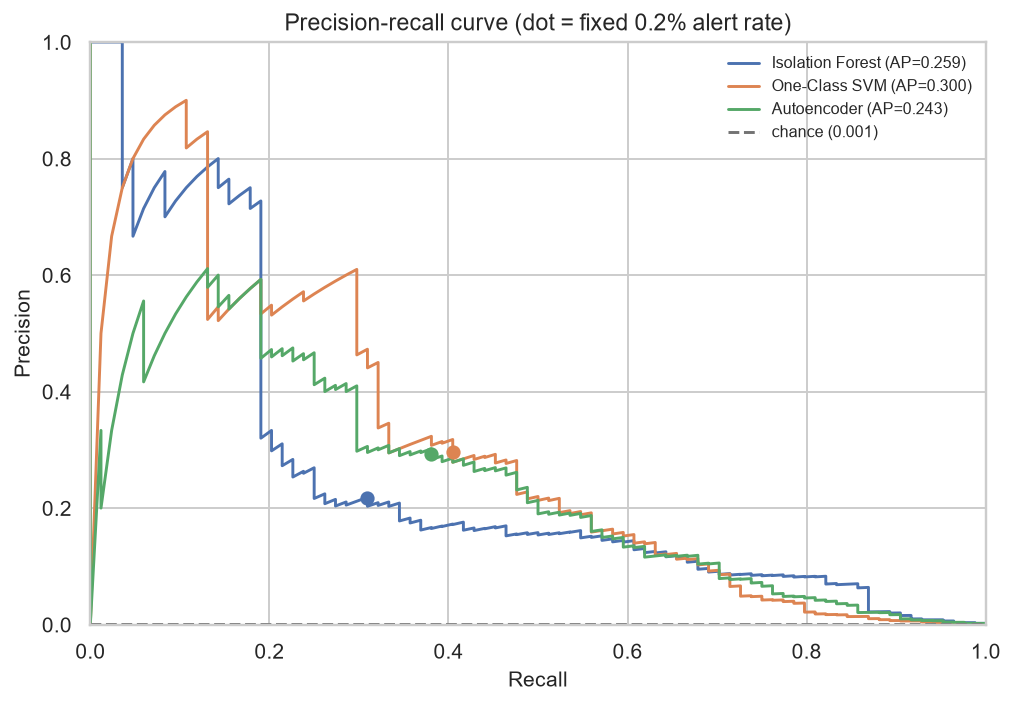 Precision-recall curve (dot = fixed 0.2% alert rate)
Isolation Forest (AP=0.259)
One-Class SVM (AP=0.300)
Autoencoder (AP=0.243)
chance (0.001)
Precision
1.0
0.8
0.6
0.4
0.2
0.0
0.0 0.2 0.4 0.6 0.8 1.0
Recall